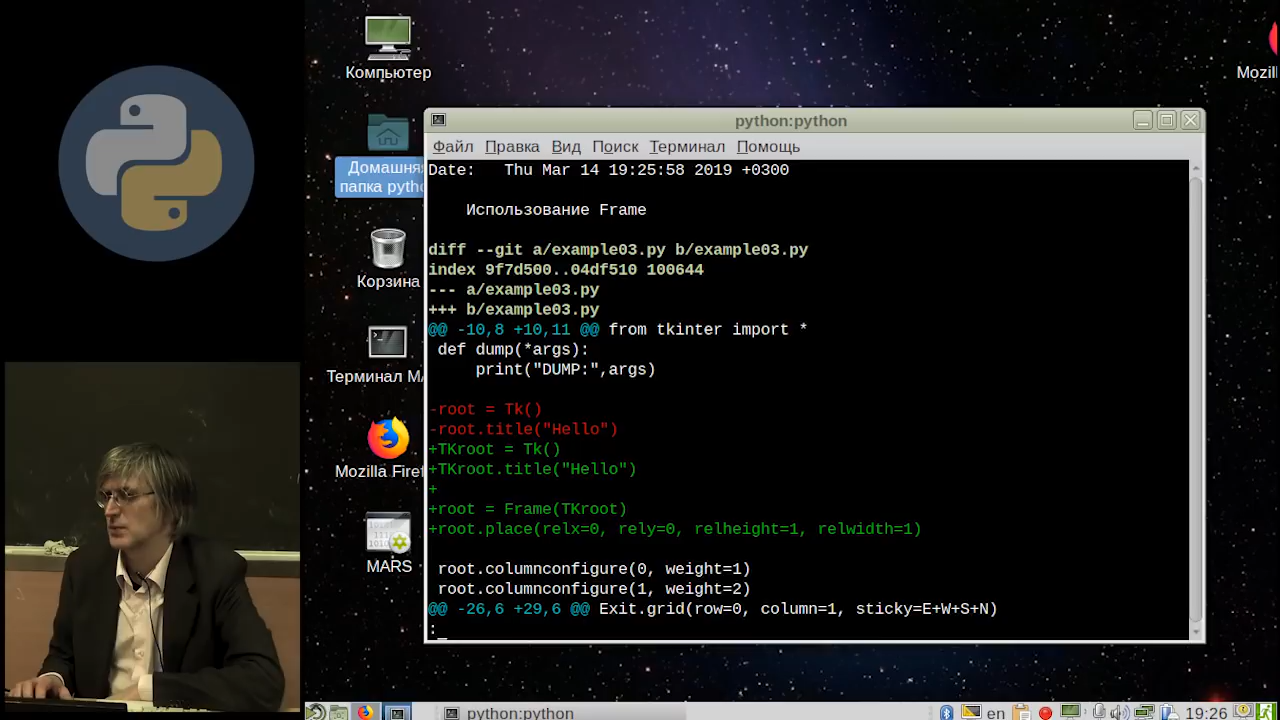 Компьютер
Mozill
Домашняя
папка pytho
Корзина
Терминал MA
Mozilla Firef
MARS
python:python
Файл Правка Вид Поиск Терминал Помощь
Date:   Thu Mar 14 19:25:58 2019 +0300
    Использование Frame
diff --git a/example03.py b/example03.py
index 9f7d500..04df510 100644
--- a/example03.py
+++ b/example03.py
@@ -10,8 +10,11 @@ from tkinter import *
 def dump(*args):
     print("DUMP:",args)
-root = Tk()
-root.title("Hello")
+TKroot = Tk()
+TKroot.title("Hello")
+
+root = Frame(TKroot)
+root.place(relx=0, rely=0, relheight=1, relwidth=1)
 root.columnconfigure(0, weight=1)
 root.columnconfigure(1, weight=2)
@@ -26,6 +29,6 @@ Exit.grid(row=0, column=1, sticky=E+W+S+N)
:
python:python
en
19:26